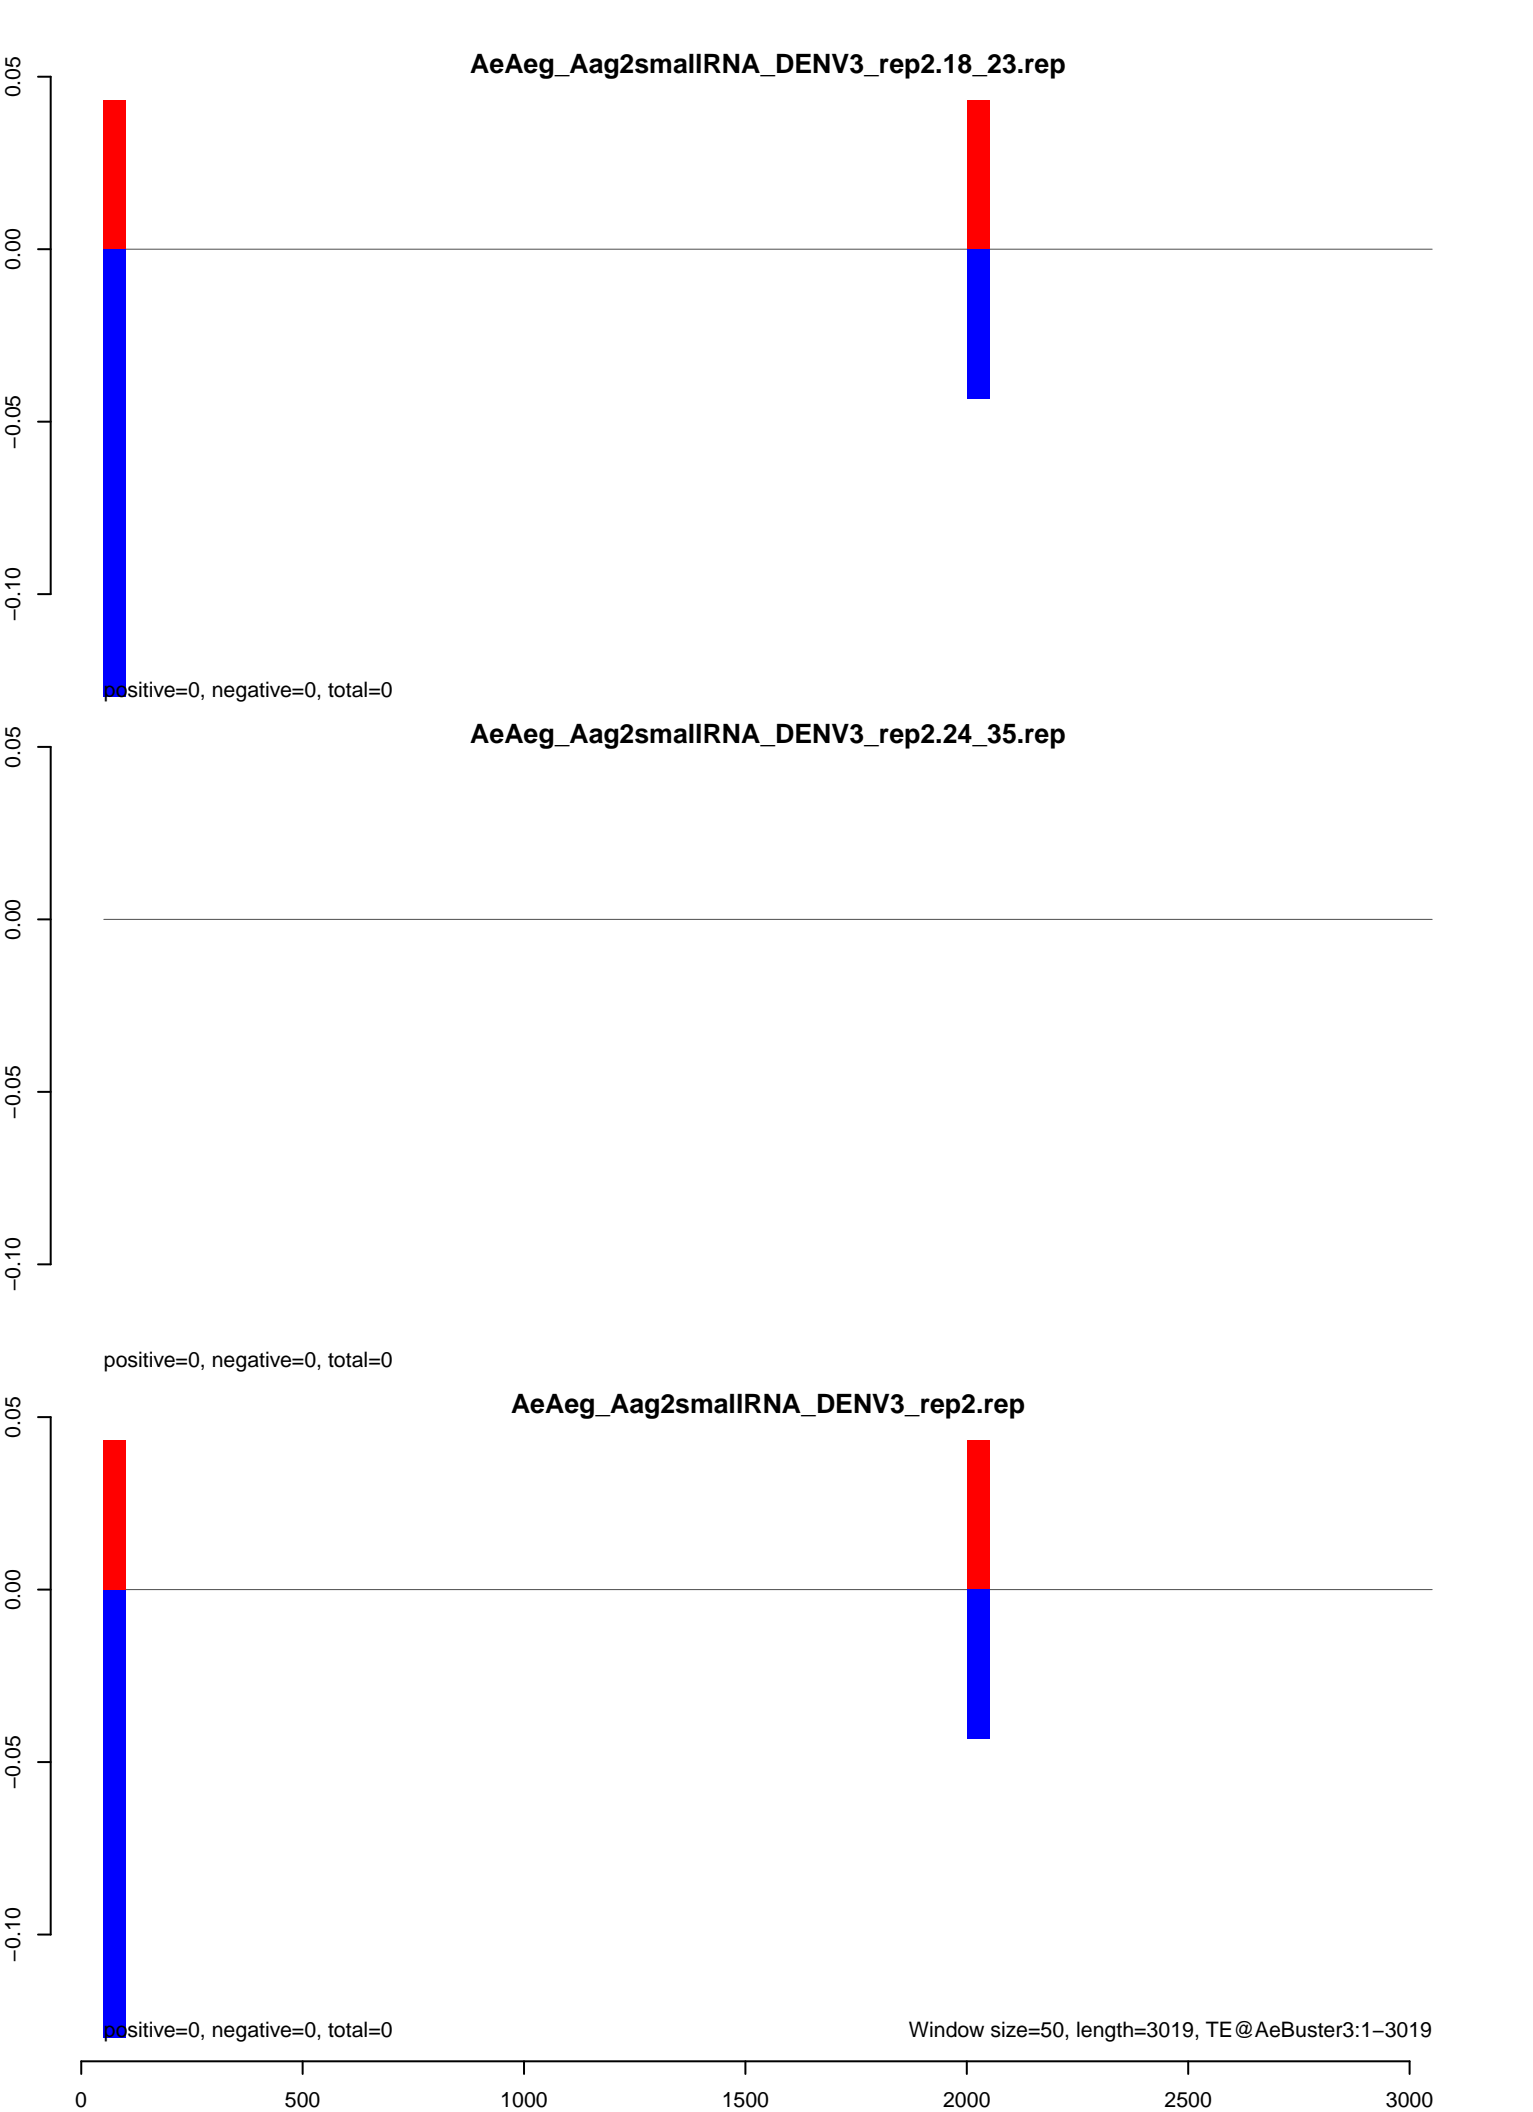 AeAeg_Aag2smallRNA_DENV3_rep2.18_23.rep
0.05
0.00
−0.05
−0.10
positive=0, negative=0, total=0
AeAeg_Aag2smallRNA_DENV3_rep2.24_35.rep
0.05
0.00
−0.05
−0.10
positive=0, negative=0, total=0
AeAeg_Aag2smallRNA_DENV3_rep2.rep
0.05
0.00
−0.05
−0.10
positive=0, negative=0, total=0
Window size=50, length=3019, TE@AeBuster3:1−3019
0 500 1000 1500 2000 2500 3000